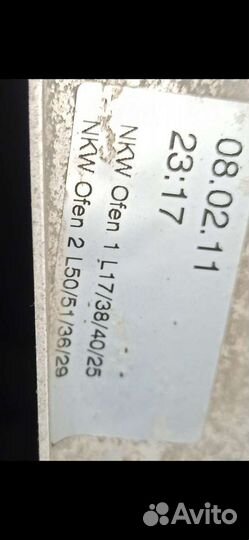 08.02.11
23:17
NKW Ofen 1 L17/38/40/25
NKW Ofen 2 L50/51/36/29
Avito